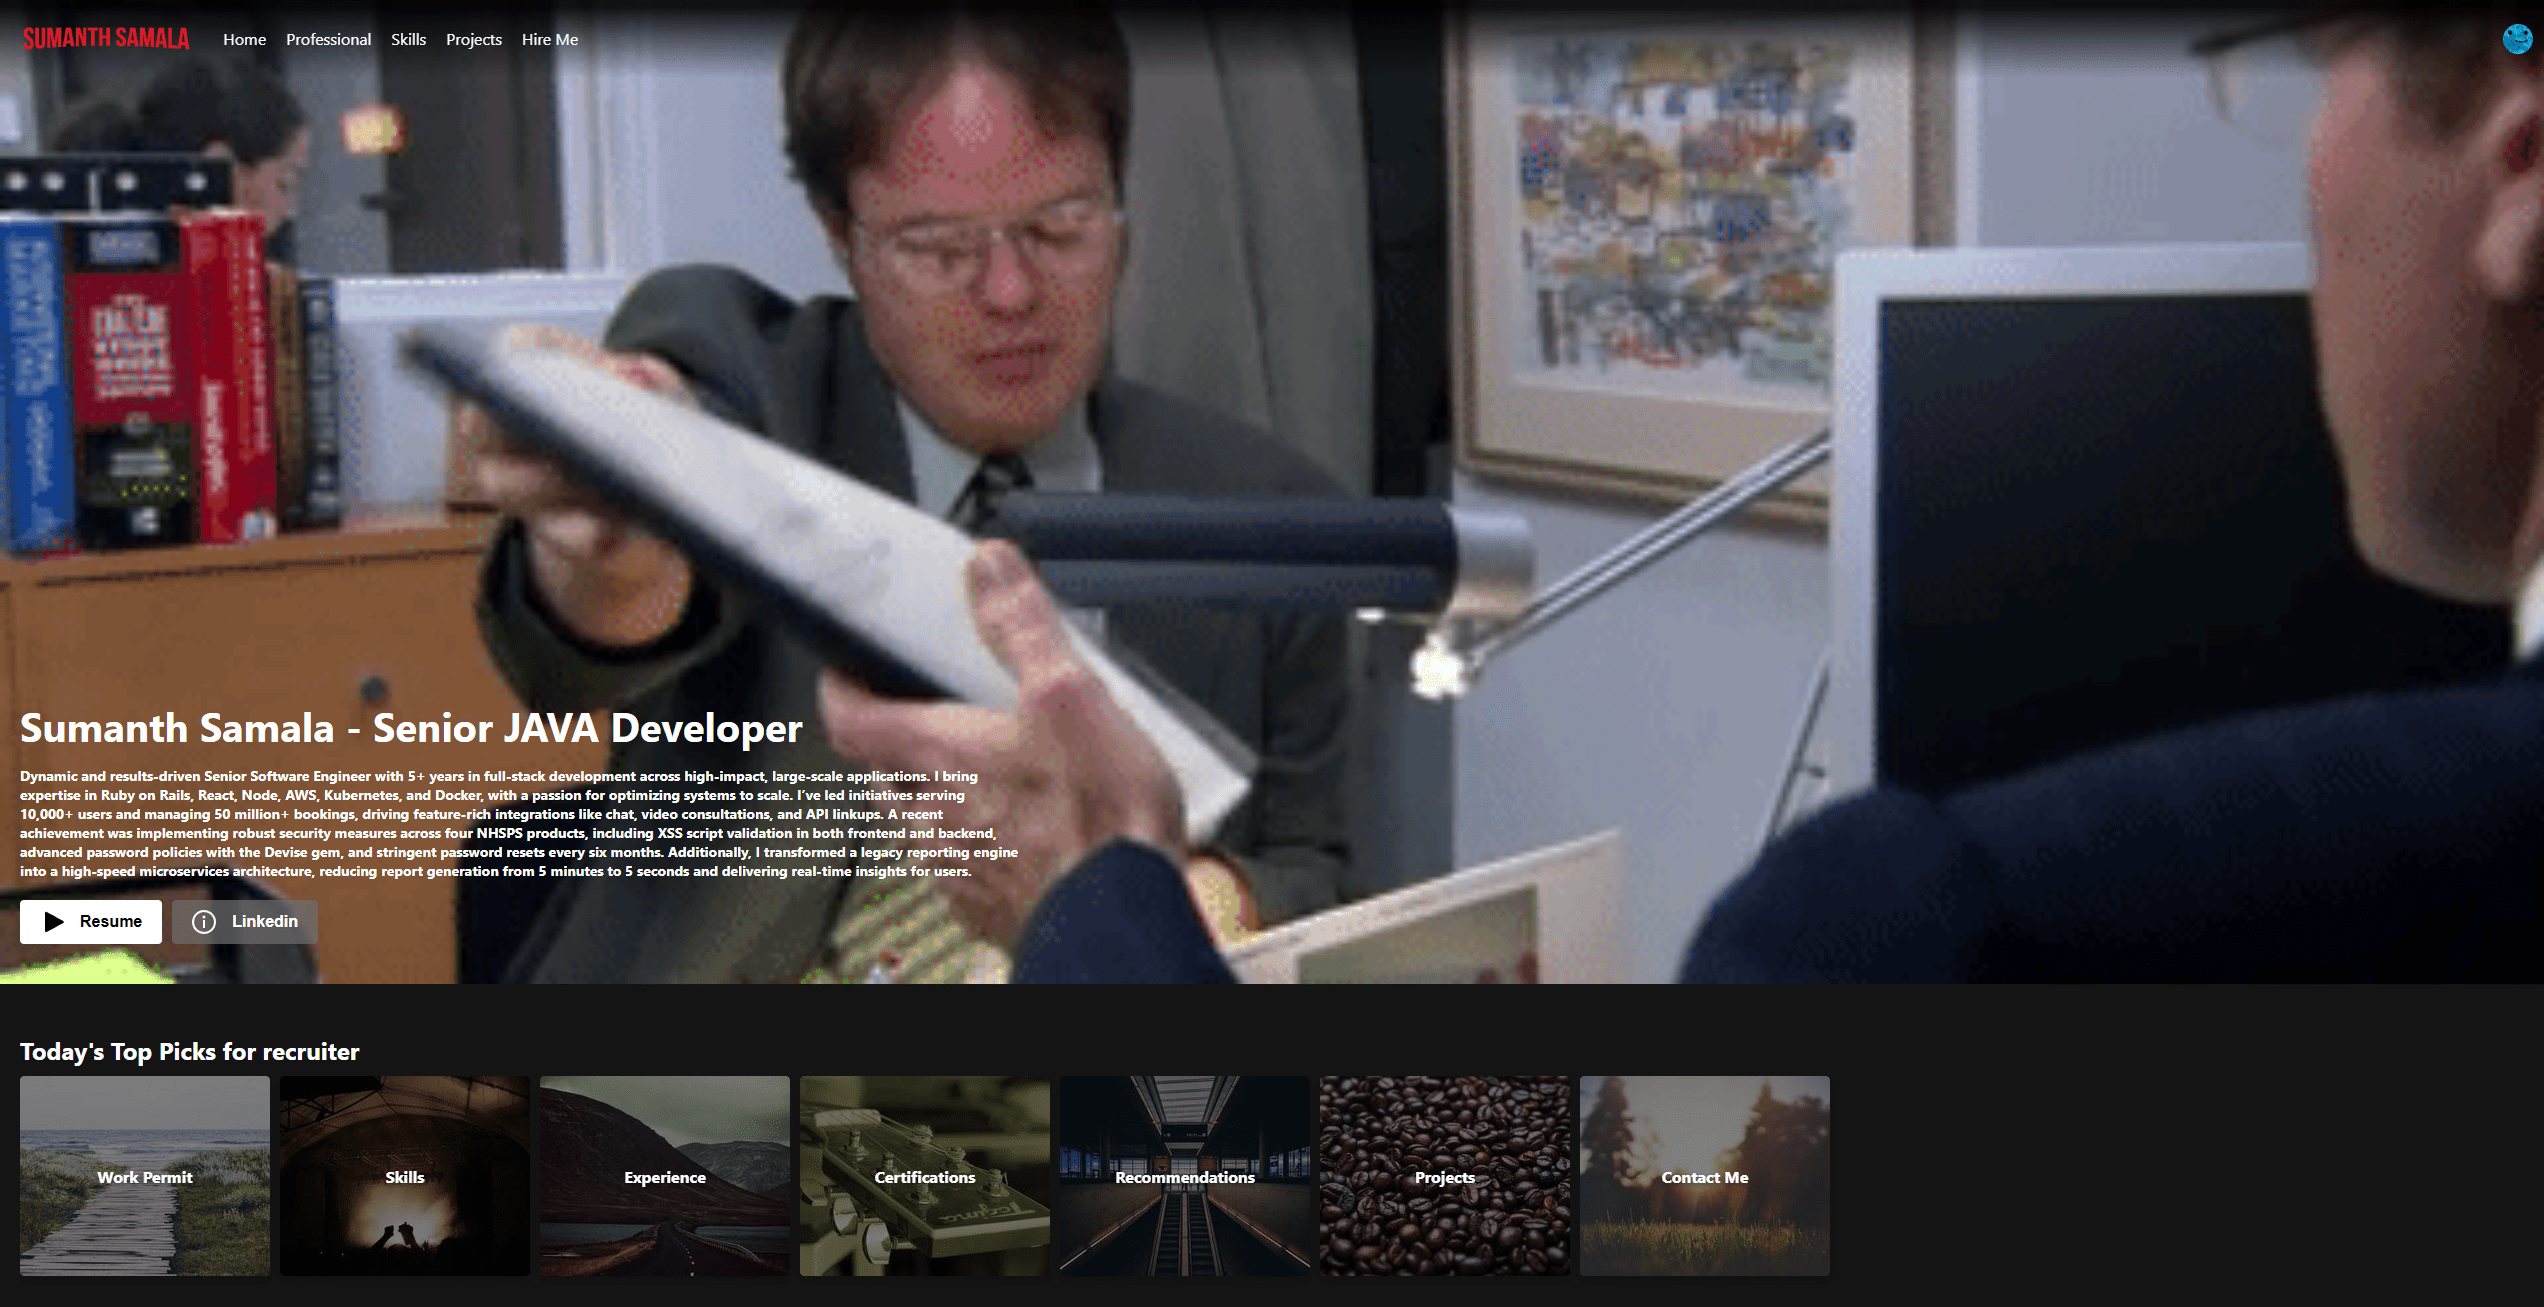 SUMANTH SAMALA
Home Professional Skills Projects Hire Me
Sumanth Samala - Senior JAVA Developer
Dynamic and results-driven Senior Software Engineer with 5+ years in full-stack development across high-impact, large-scale applications. I bring
expertise in Ruby on Rails, React, Node, AWS, Kubernetes, and Docker, with a passion for optimizing systems to scale. I’ve led initiatives serving
10,000+ users and managing 50 million+ bookings, driving feature-rich integrations like chat, video consultations, and API linkups. A recent
achievement was implementing robust security measures across four NHSPS products, including XSS script validation in both frontend and backend,
advanced password policies with the Devise gem, and stringent password resets every six months. Additionally, I transformed a legacy reporting engine
into a high-speed microservices architecture, reducing report generation from 5 minutes to 5 seconds and delivering real-time insights for users.
Resume Linkedin
Today's Top Picks for recruiter
Work Permit Skills Experience Certifications Recommendations Projects Contact Me